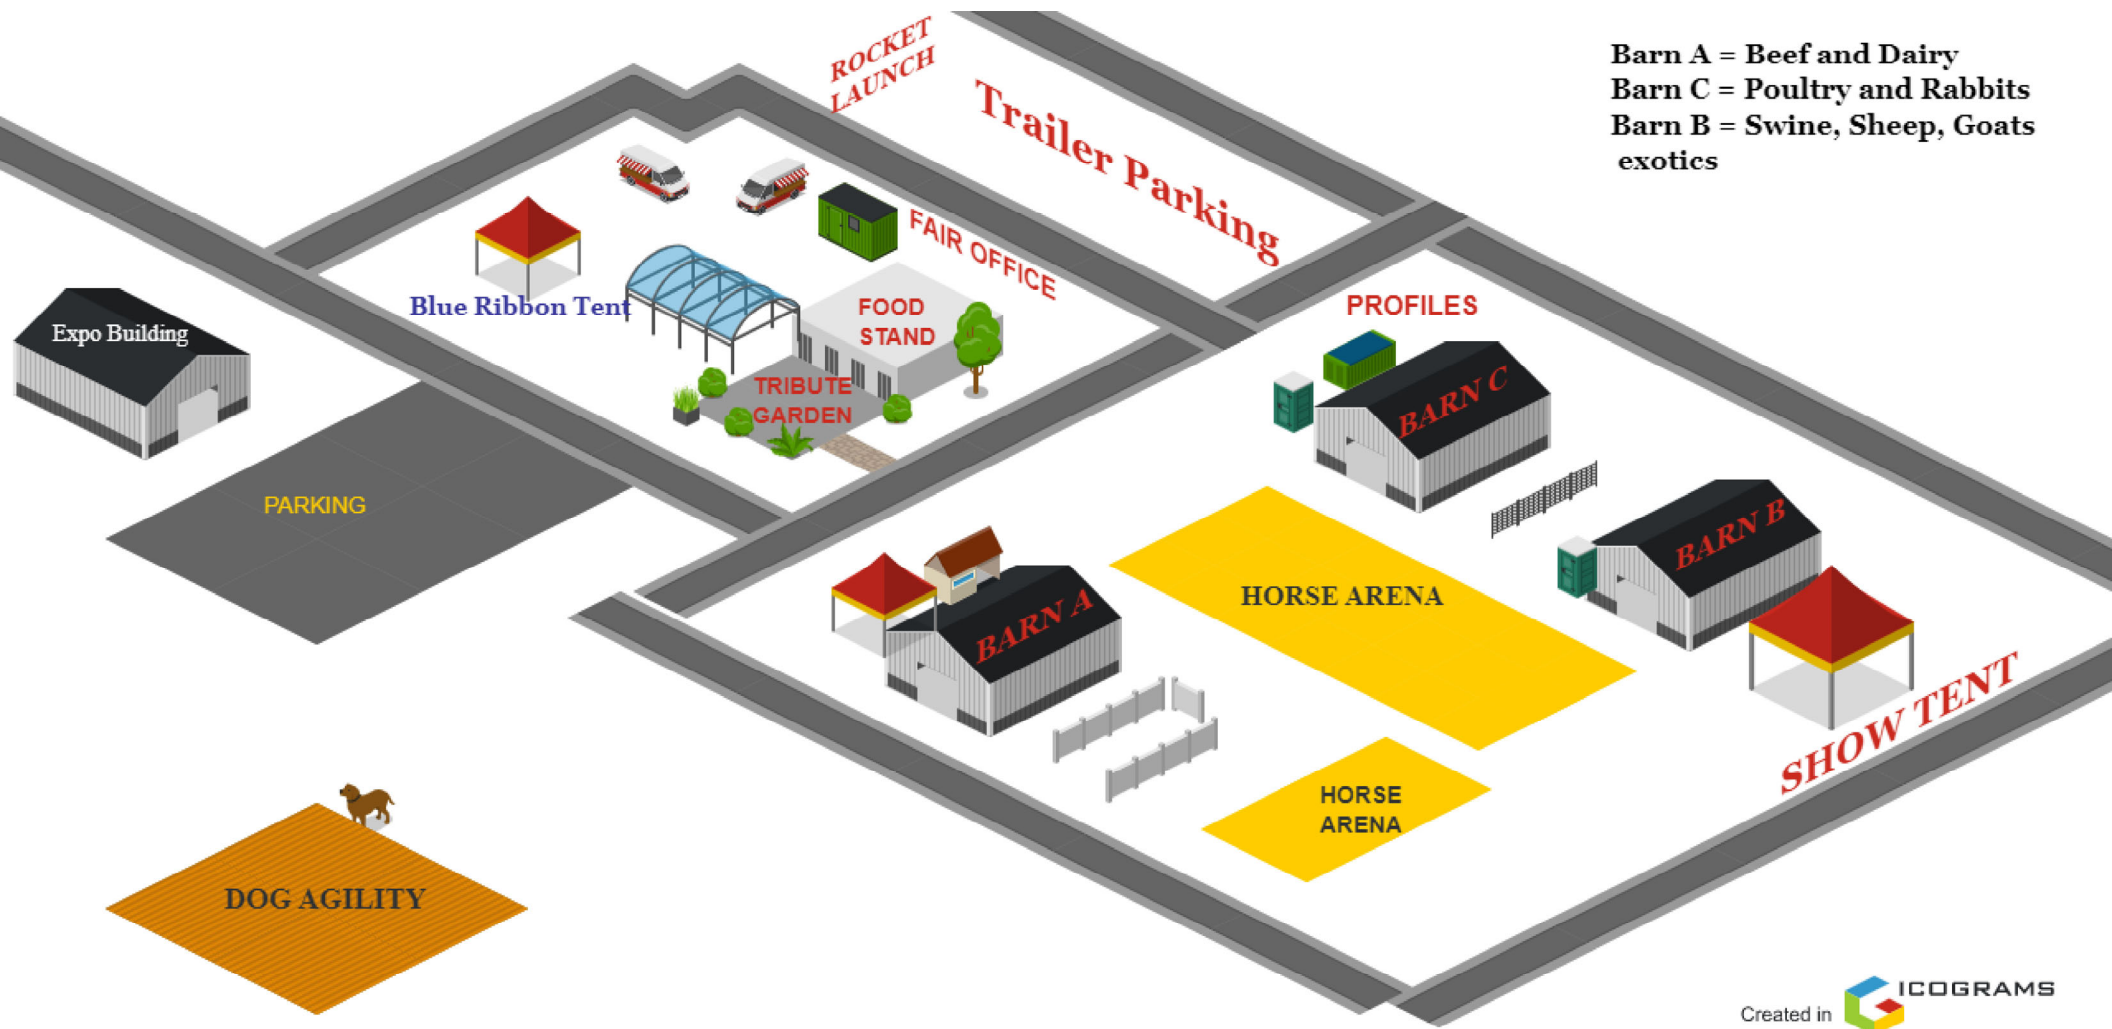 ROCKET
LAUNCH
Trailer Parking
Barn A = Beef and Dairy
Barn C = Poultry and Rabbits
Barn B = Swine, Sheep, Goats
exotics
FAIR OFFICE
Blue Ribbon Tent
FOOD
STAND
PROFILES
Expo Building
TRIBUTE
GARDEN
BARN C
PARKING
BARN B
HORSE ARENA
BARN A
SHOW TENT
HORSE
ARENA
DOG AGILITY
Created in
ICOGRAMS